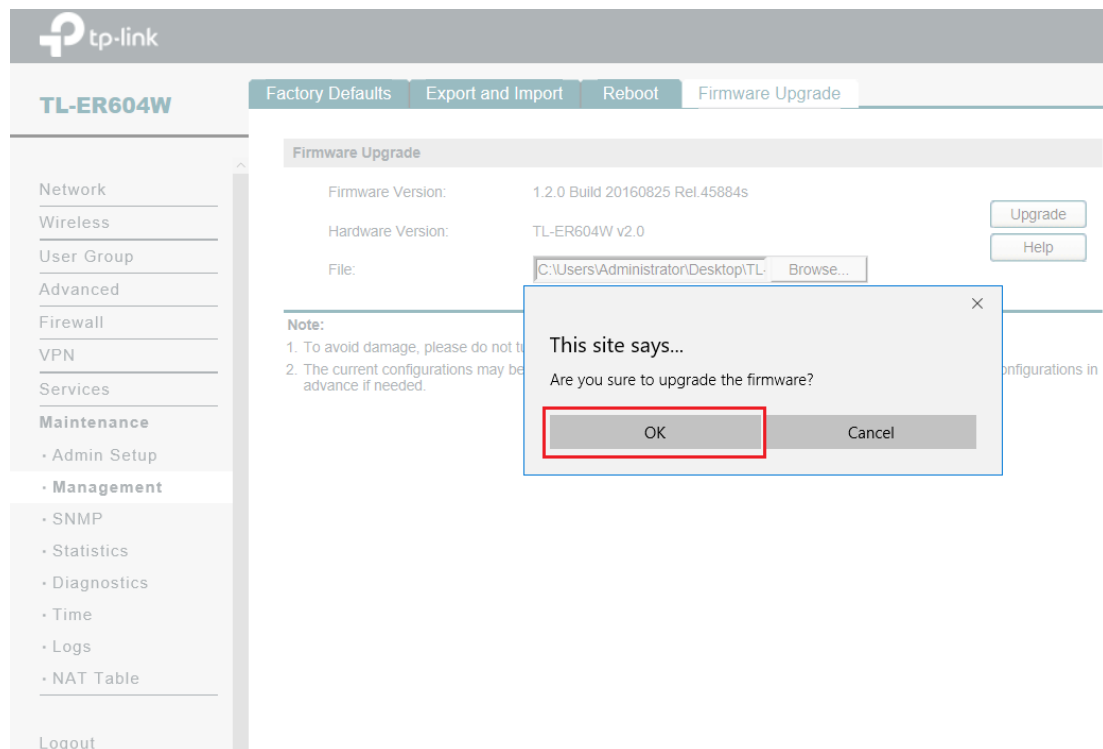 tp-link
TL-ER604W
Factory Defaults Export and Import Reboot Firmware Upgrade
Network
Wireless
User Group
Advanced
Firewall
VPN
Services
Maintenance
· Admin Setup
· Management
· SNMP
· Statistics
· Diagnostics
· Time
· Logs
· NAT Table
Logout
Firmware Upgrade
Firmware Version: 1.2.0 Build 20160825 Rel.45884s
Hardware Version: TL-ER604W v2.0
File: C:\Users\Administrator\Desktop\TL- Browse...
Upgrade
Help
Note:
1. To avoid damage, please do not
2. The current configurations may be onfigurations in
advance if needed.
This site says...
Are you sure to upgrade the firmware?
OK Cancel